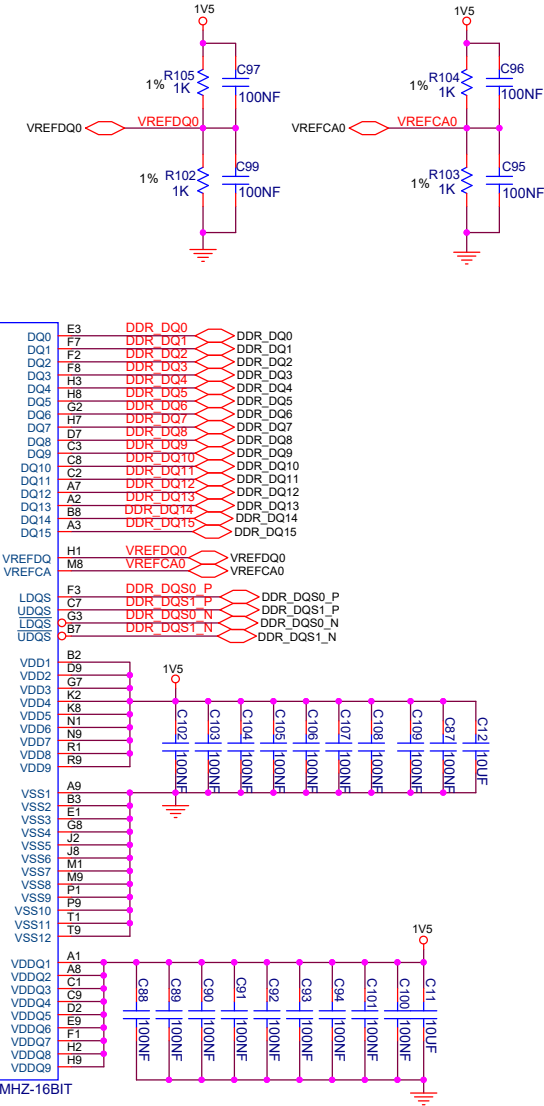 1V5
1V5
R105
1%
1K
C97
100NF
R104
1%
1K
C96
100NF
VREFDQ0
VREFDQ0
VREFCA0
VREFCA0
1%
R102
1K
C99
100NF
1%
R103
1K
C95
100NF
DQ0 E3 DDR_DQ0 DDR_DQ0
DQ1 F7 DDR_DQ1 DDR_DQ1
DQ2 F2 DDR_DQ2 DDR_DQ2
DQ3 F8 DDR_DQ3 DDR_DQ3
DQ4 H3 DDR_DQ4 DDR_DQ4
DQ5 H8 DDR_DQ5 DDR_DQ5
DQ6 G2 DDR_DQ6 DDR_DQ6
DQ7 H7 DDR_DQ7 DDR_DQ7
DQ8 D7 DDR_DQ8 DDR_DQ8
DQ9 C3 DDR_DQ9 DDR_DQ9
DQ10 C8 DDR_DQ10 DDR_DQ10
DQ11 C2 DDR_DQ11 DDR_DQ11
DQ12 A7 DDR_DQ12 DDR_DQ12
DQ13 A2 DDR_DQ13 DDR_DQ13
DQ14 B8 DDR_DQ14 DDR_DQ14
DQ15 A3 DDR_DQ15 DDR_DQ15
VREFDQ H1 VREFDQ0 VREFDQ0
VREFCA M8 VREFCA0 VREFCA0
LDQS F3 DDR_DQS0_P DDR_DQS0_P
UDQS C7 DDR_DQS1_P DDR_DQS1_P
LDQS G3 DDR_DQS0_N DDR_DQS0_N
UDQS B7 DDR_DQS1_N DDR_DQS1_N
VDD1 B2
VDD2 D9
VDD3 G7
VDD4 K2
VDD5 K8
VDD6 N1
VDD7 N9
VDD8 R1
VDD9 R9
1V5
C102 100NF
C103 100NF
C104 100NF
C105 100NF
C106 100NF
C107 100NF
C108 100NF
C109 100NF
C87 100NF
C12 10UF
VSS1 A9
VSS2 B3
VSS3 E1
VSS4 G8
VSS5 J2
VSS6 J8
VSS7 M1
VSS8 M9
VSS9 P1
VSS10 P9
VSS11 T1
VSS12 T9
1V5
VDDQ1 A1
VDDQ2 A8
VDDQ3 C1
VDDQ4 C9
VDDQ5 D2
VDDQ6 E9
VDDQ7 F1
VDDQ8 H2
VDDQ9 H9
C88 100NF
C89 100NF
C90 100NF
C91 100NF
C92 100NF
C93 100NF
C94 100NF
C101 100NF
C100 100NF
C11 10UF
MHZ-16BIT